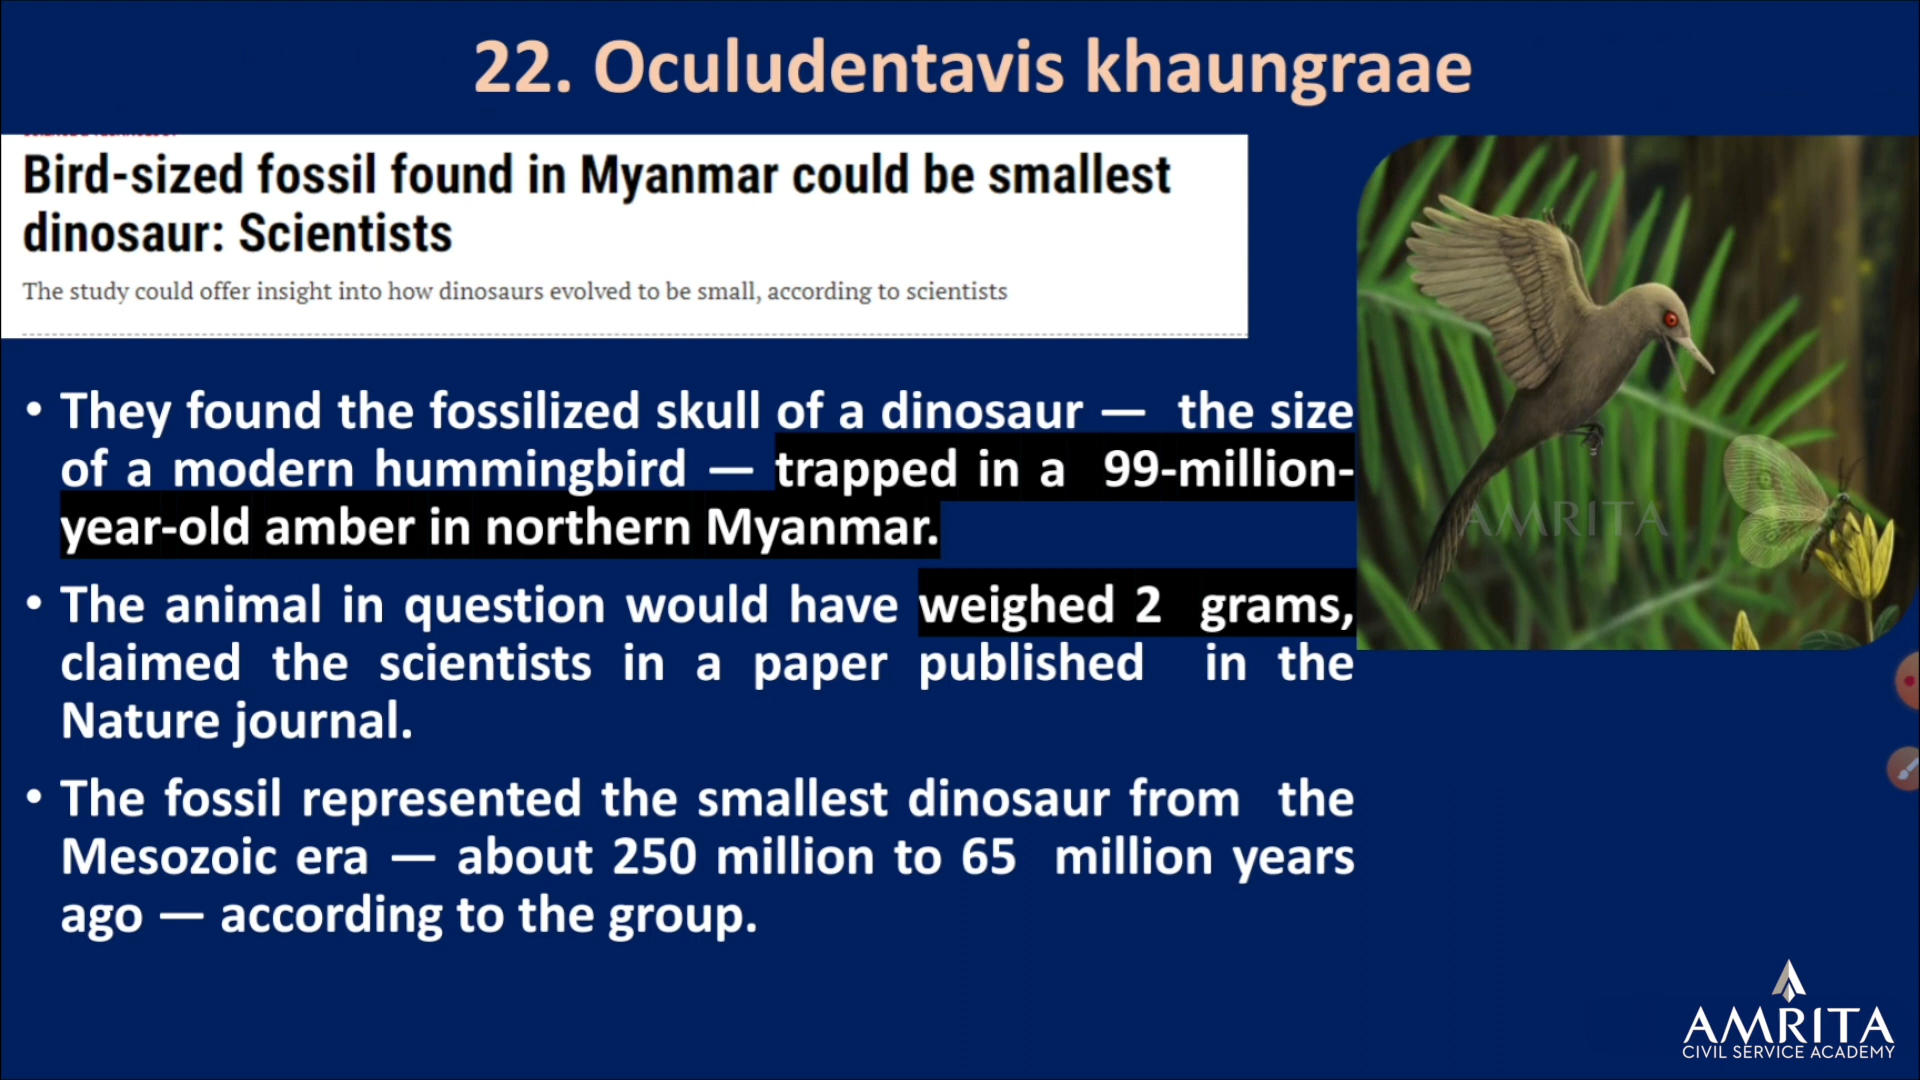 22. Oculudentavis khaungraae
Bird-sized fossil found in Myanmar could be smallest
dinosaur: Scientists
The study could offer insight into how dinosaurs evolved to be small, according to scientists
• They found the fossilized skull of a dinosaur — the size
of a modern hummingbird — trapped in a 99-million-
year-old amber in northern Myanmar.
• The animal in question would have weighed 2 grams,
claimed the scientists in a paper published in the
Nature journal.
• The fossil represented the smallest dinosaur from the
Mesozoic era — about 250 million to 65 million years
ago — according to the group.
AMRITA
AMRITA
CIVIL SERVICE ACADEMY